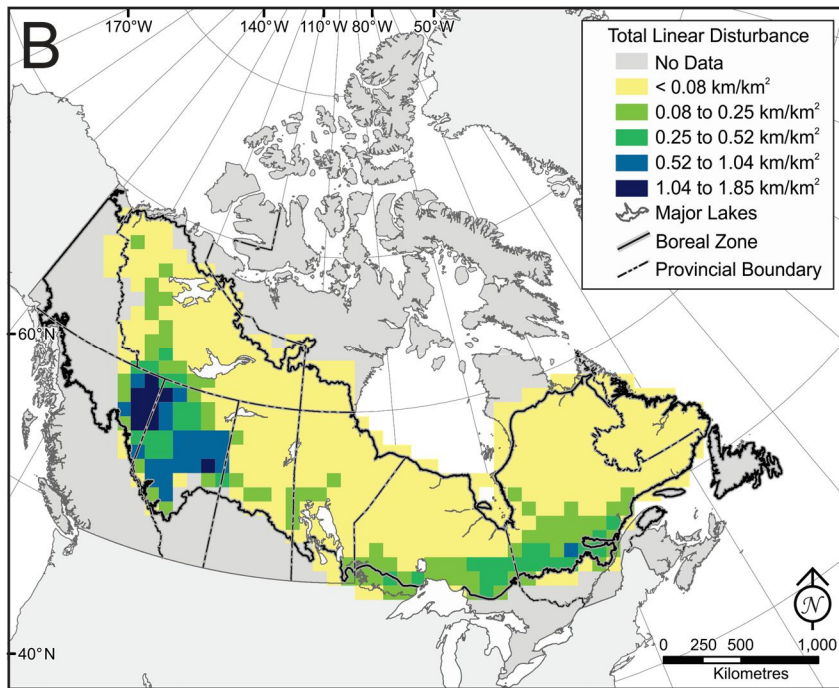 B
170°W
140°W
110°W
80°W
50°W
60°N
40°N
Total Linear Disturbance
No Data
< 0.08 km/km²
0.08 to 0.25 km/km²
0.25 to 0.52 km/km²
0.52 to 1.04 km/km²
1.04 to 1.85 km/km²
Major Lakes
Boreal Zone
Provincial Boundary
N
0 250 500 1,000
Kilometres